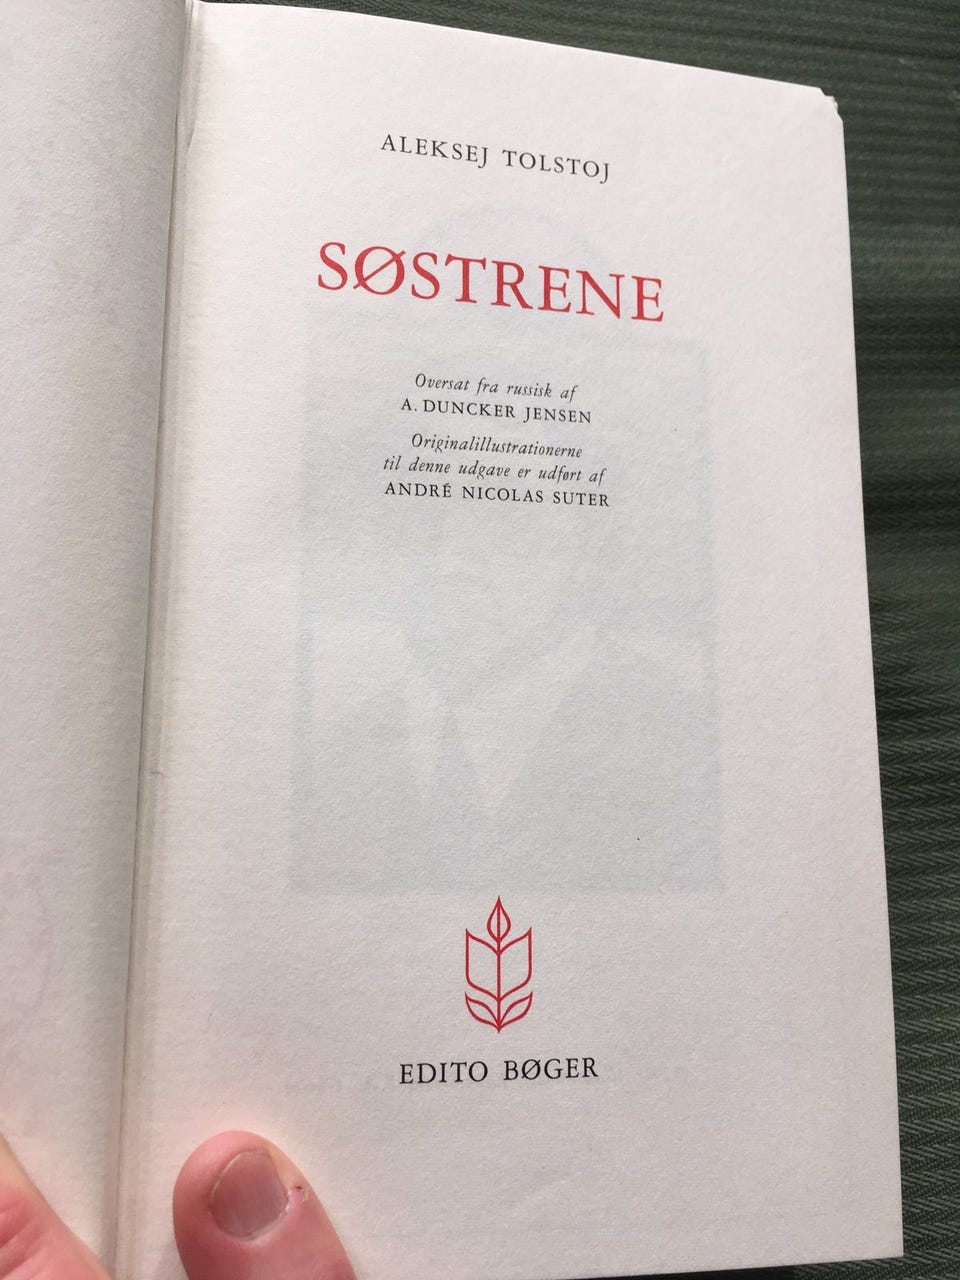 ALEKSEJ TOLSTOJ
SØSTRENE
Oversat fra russisk af
A. DUNCKER JENSEN
Originalillustrationerne
til denne udgave er udført af
ANDRÉ NICOLAS SUTER
EDITO BØGER